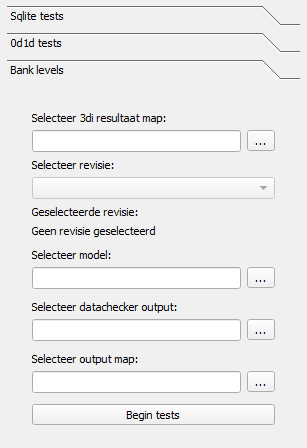 Sqlite tests
0d1d tests
Bank levels
Selecteer 3di resultaat map:
...
Selecteer revisie:
Geselecteerde revisie:
Geen revisie geselecteerd
Selecteer model:
...
Selecteer datachecker output:
...
Selecteer output map:
...
Begin tests